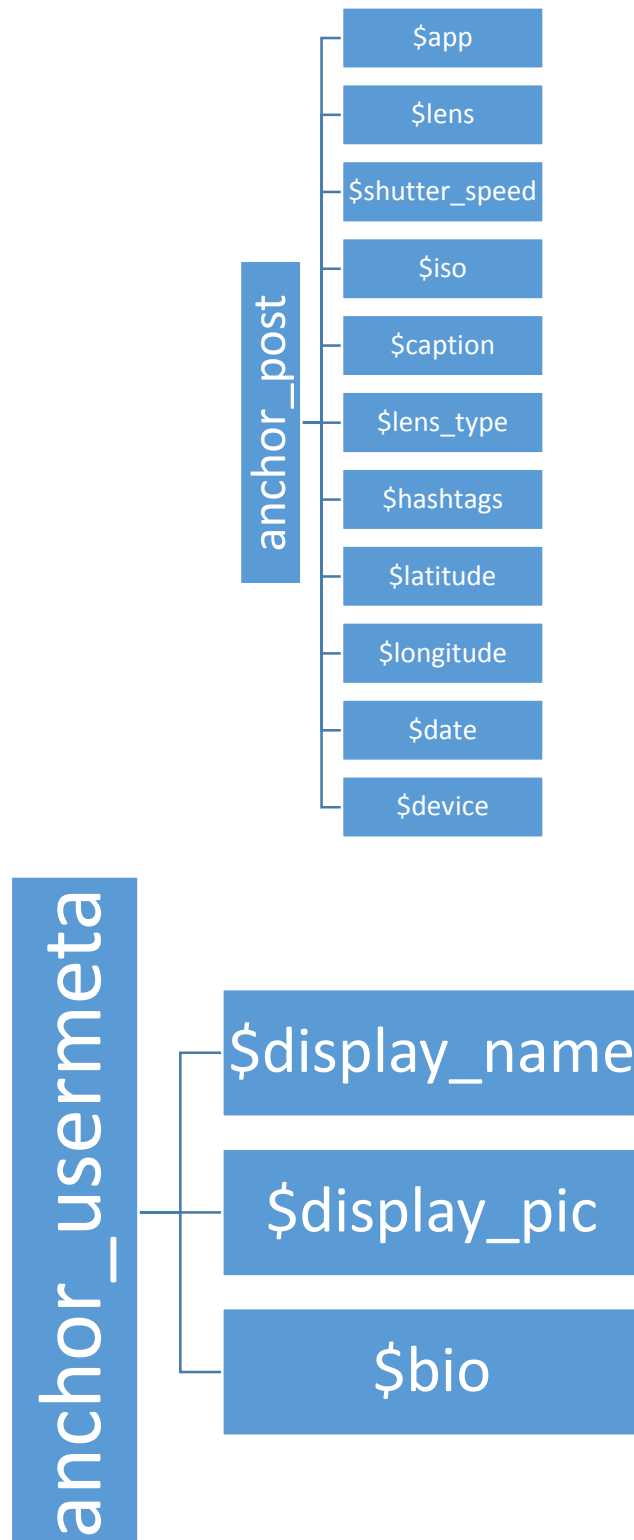 anchor_post
$app
$lens
$shutter_speed
$iso
$caption
$lens_type
$hashtags
$latitude
$longitude
$date
$device
anchor_usermeta
$display_name
$display_pic
$bio